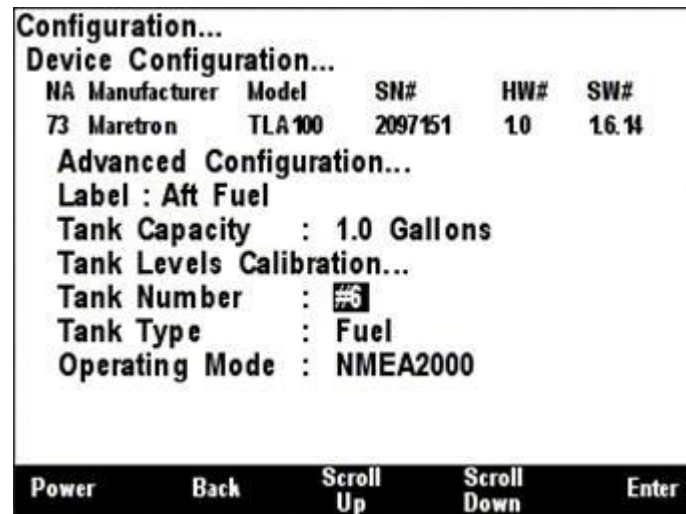 Configuration...
Device Configuration...
NA Manufacturer Model SN# HW# SW#
73 Maretron TLA100 2097151 1.0 1.6.14
Advanced Configuration...
Label : Aft Fuel
Tank Capacity : 1.0 Gallons
Tank Levels Calibration...
Tank Number : #6
Tank Type : Fuel
Operating Mode : NMEA2000
Power Back Scroll Up Scroll Down Enter